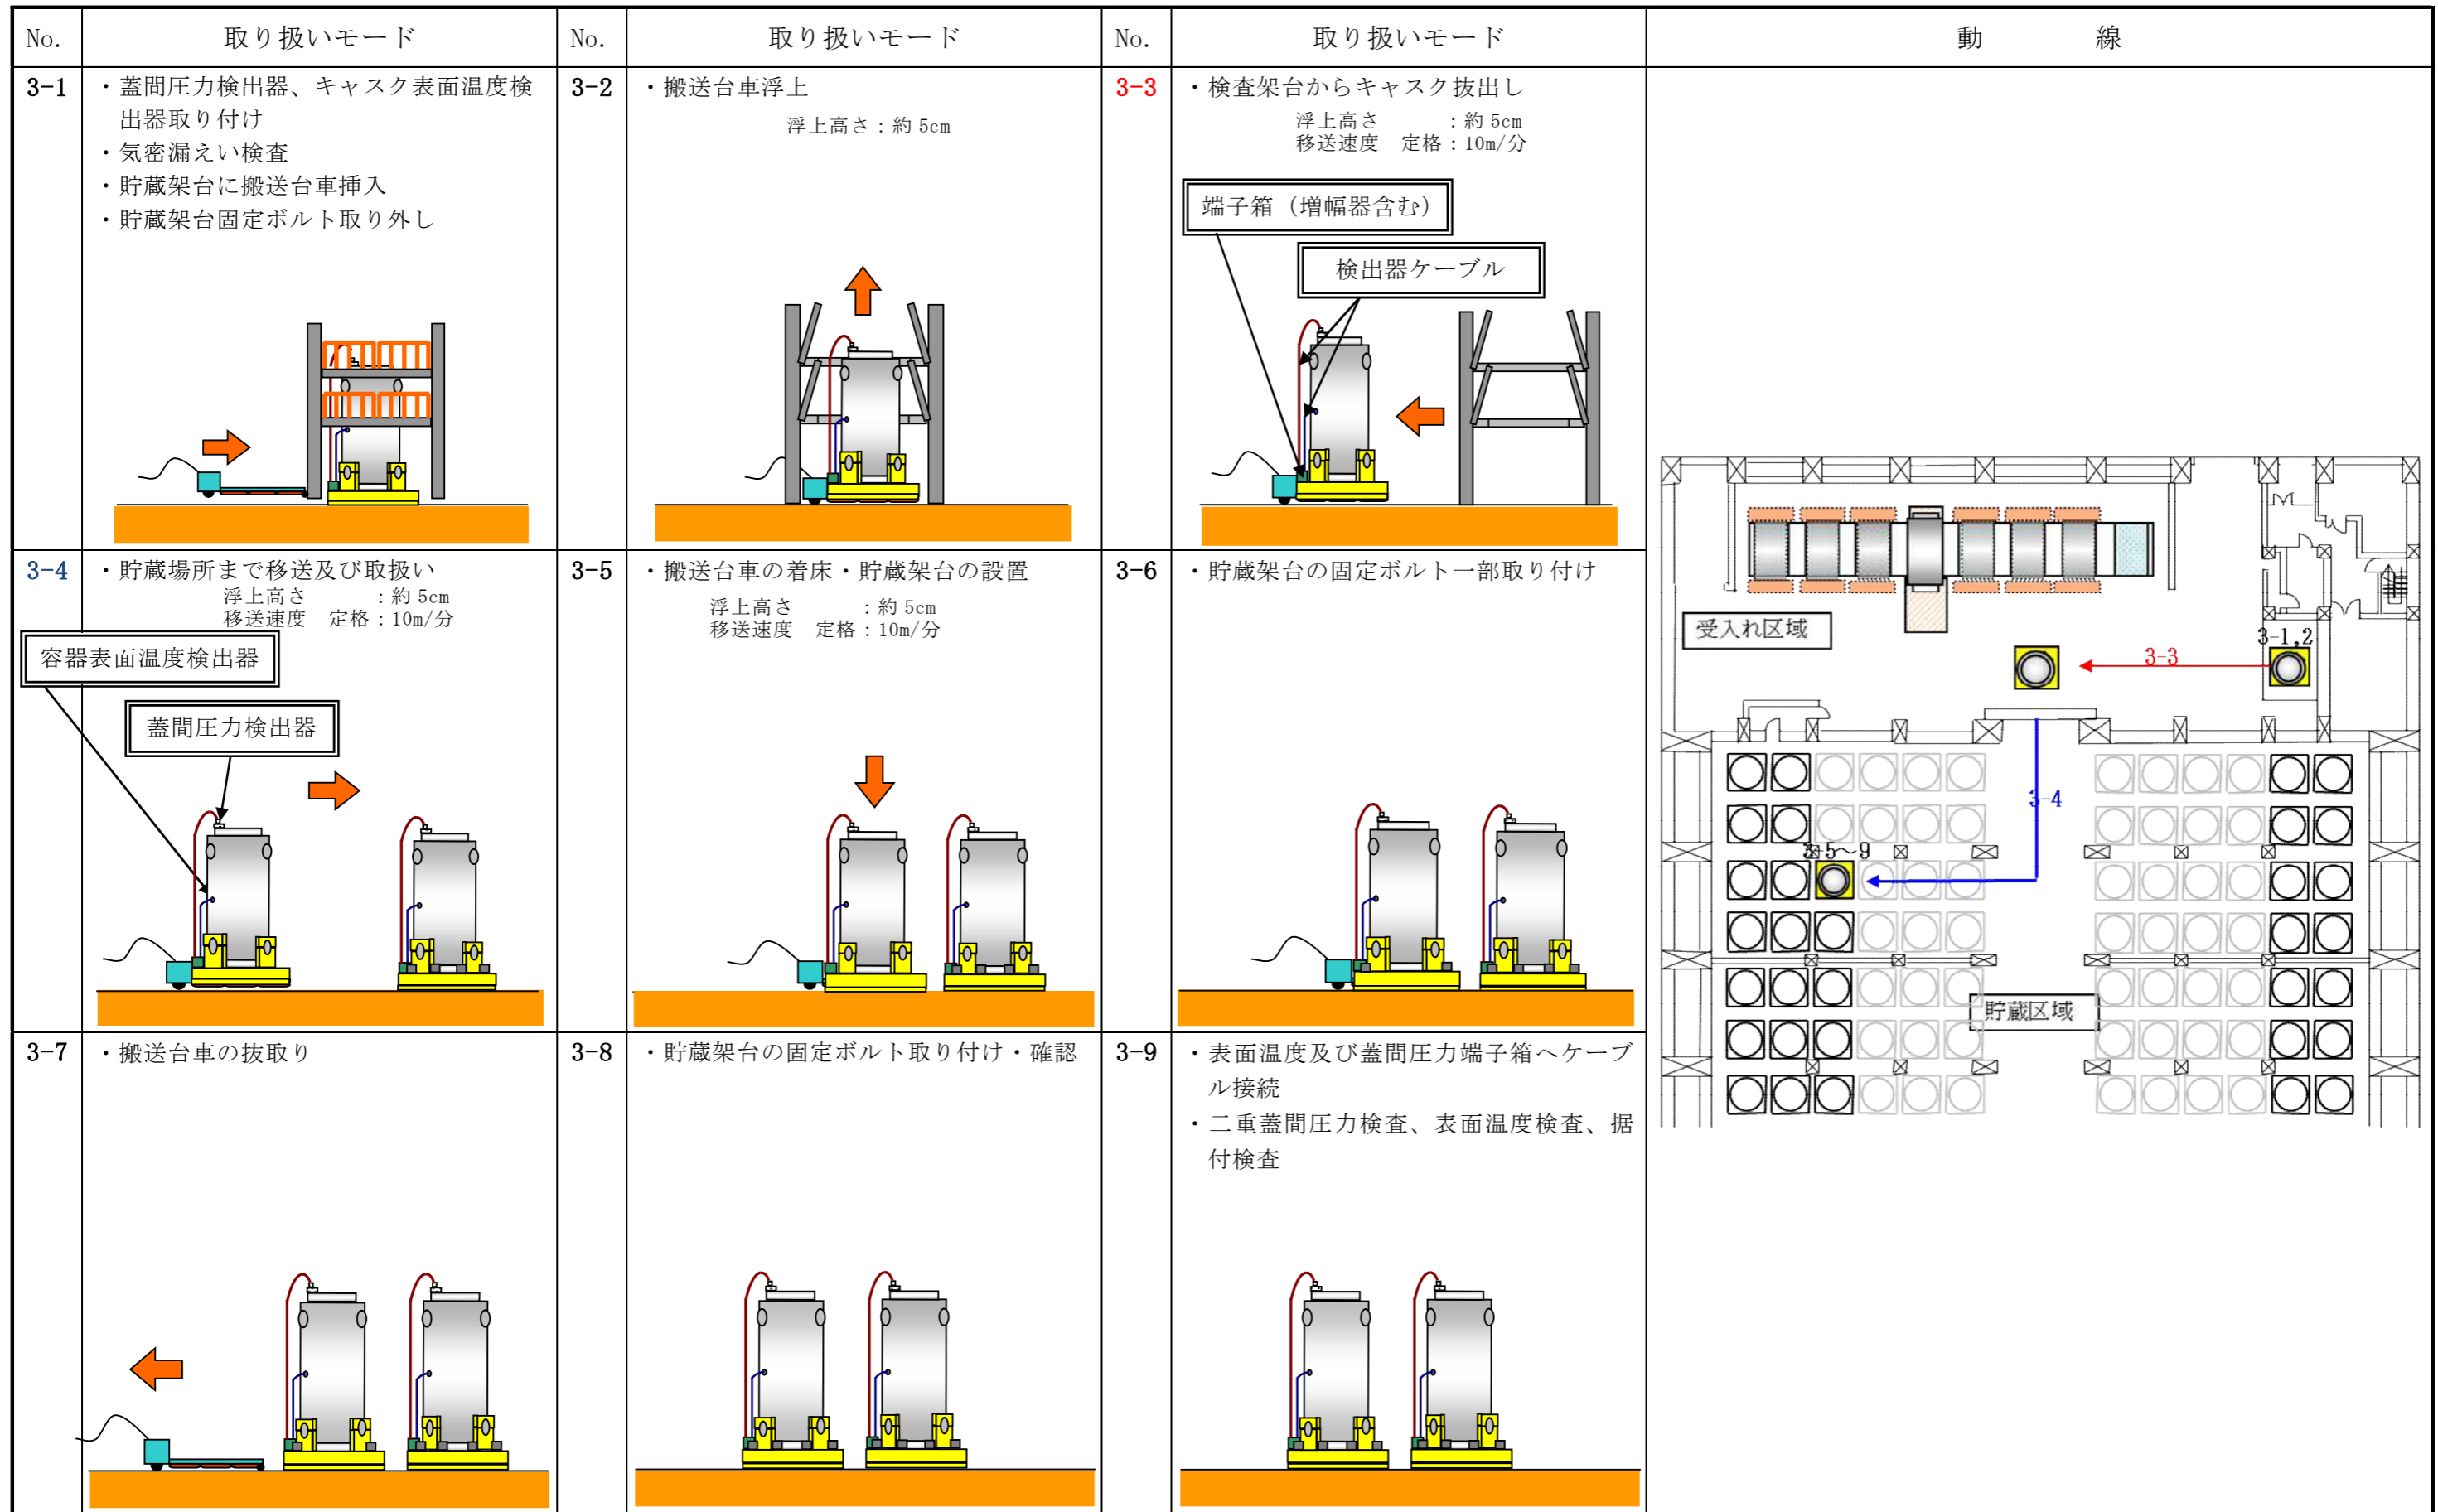 No.
取り扱いモード
No.
取り扱いモード
No.
取り扱いモード
動　線
3-1
・蓋間圧力検出器、キャスク表面温度検
出器取り付け
・気密漏えい検査
・貯蔵架台に搬送台車挿入
・貯蔵架台固定ボルト取り外し
3-2
・搬送台車浮上
浮上高さ：約 5cm
3-3
・検査架台からキャスク抜出し
浮上高さ　　　：約 5cm
移送速度　定格：10m/分
端子箱（増幅器含む）
検出器ケーブル
3-4
・貯蔵場所まで移送及び取扱い
浮上高さ　　　：約 5cm
移送速度　定格：10m/分
容器表面温度検出器
蓋間圧力検出器
3-5
・搬送台車の着床・貯蔵架台の設置
浮上高さ　　　：約 5cm
移送速度　定格：10m/分
3-6
・貯蔵架台の固定ボルト一部取り付け
3-7
・搬送台車の抜取り
3-8
・貯蔵架台の固定ボルト取り付け・確認
3-9
・表面温度及び蓋間圧力端子箱へケーブ
ル接続
・二重蓋間圧力検査、表面温度検査、据
付検査
受入れ区域
3-1,2
3-3
3-4
3-5～9
貯蔵区域